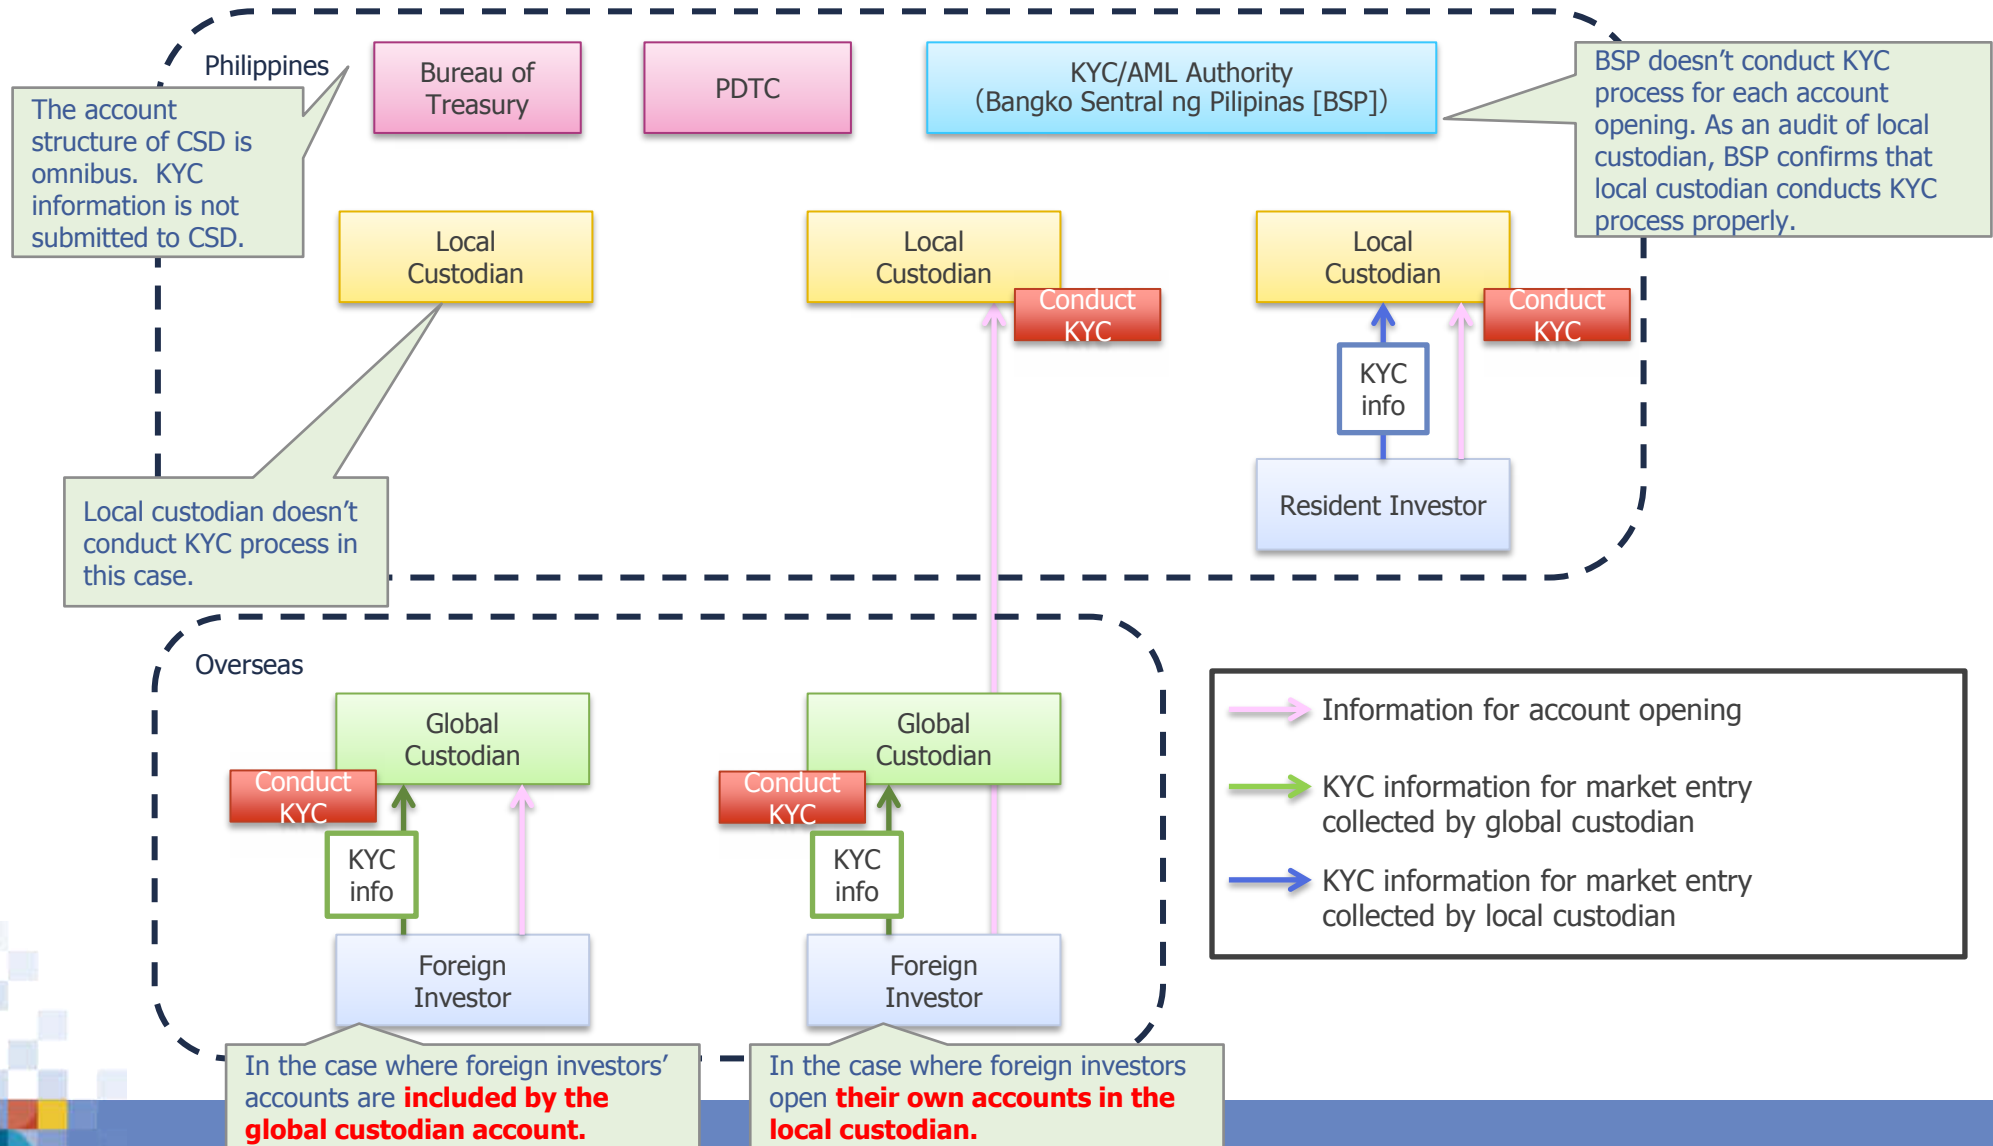 Philippines
Bureau of
Treasury
PDTC
KYC/AML Authority
（Bangko Sentral ng Pilipinas [BSP]）
BSP doesn’t conduct KYC
process for each account
opening. As an audit of local
custodian, BSP confirms that
local custodian conducts KYC
process properly.
The account
structure of CSD is
omnibus.  KYC
information is not
submitted to CSD.
Local
Custodian
Local
Custodian
Conduct
KYC
Local
Custodian
Conduct
KYC
KYC
info
Resident Investor
Local custodian doesn’t
conduct KYC process in
this case.
Overseas
Global
Custodian
Conduct
KYC
KYC
info
Foreign
Investor
Global
Custodian
Conduct
KYC
KYC
info
Foreign
Investor
Information for account opening
KYC information for market entry
collected by global custodian
KYC information for market entry
collected by local custodian
In the case where foreign investors’
accounts are included by the
global custodian account.
In the case where foreign investors
open their own accounts in the
local custodian.